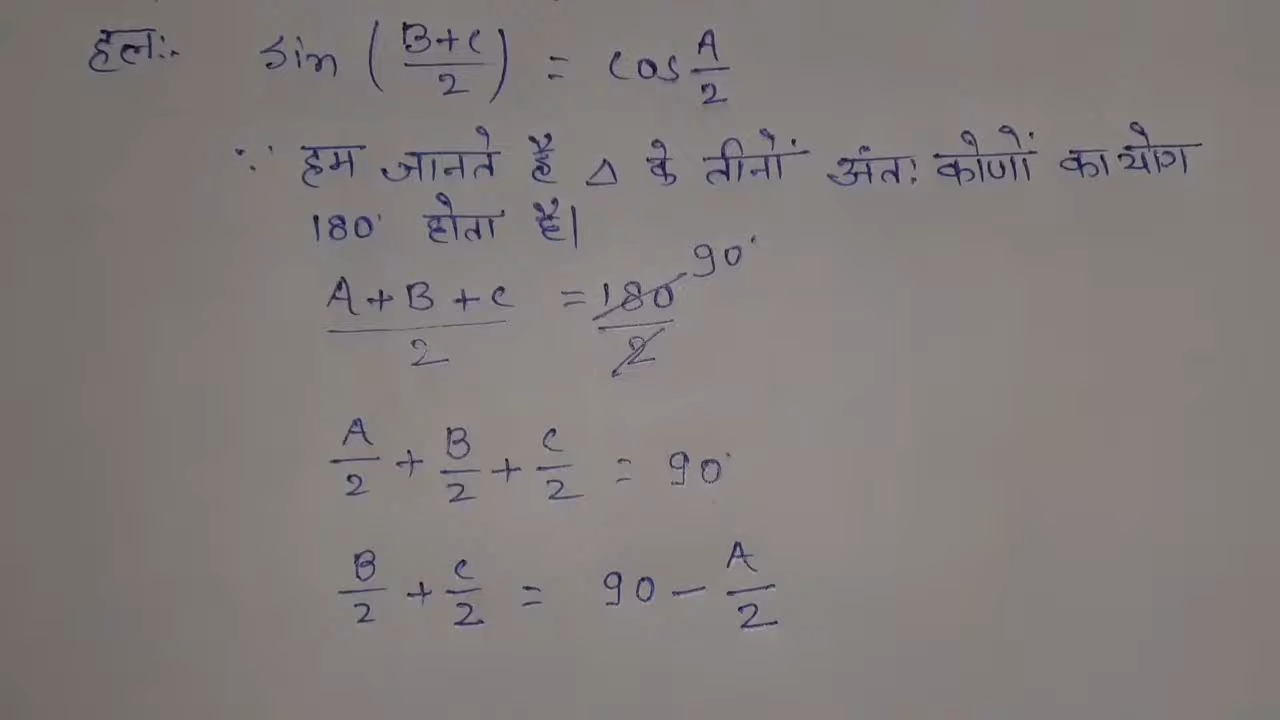 हलः- sin (B+C/2) = cos A/2
∵ हम जानते है Δ के तीनों अंतः कोणों का योग
180° होता है।
A+B+C/2 = 180/2 90°
A/2 + B/2 + C/2 = 90°
B/2 + C/2 = 90 - A/2